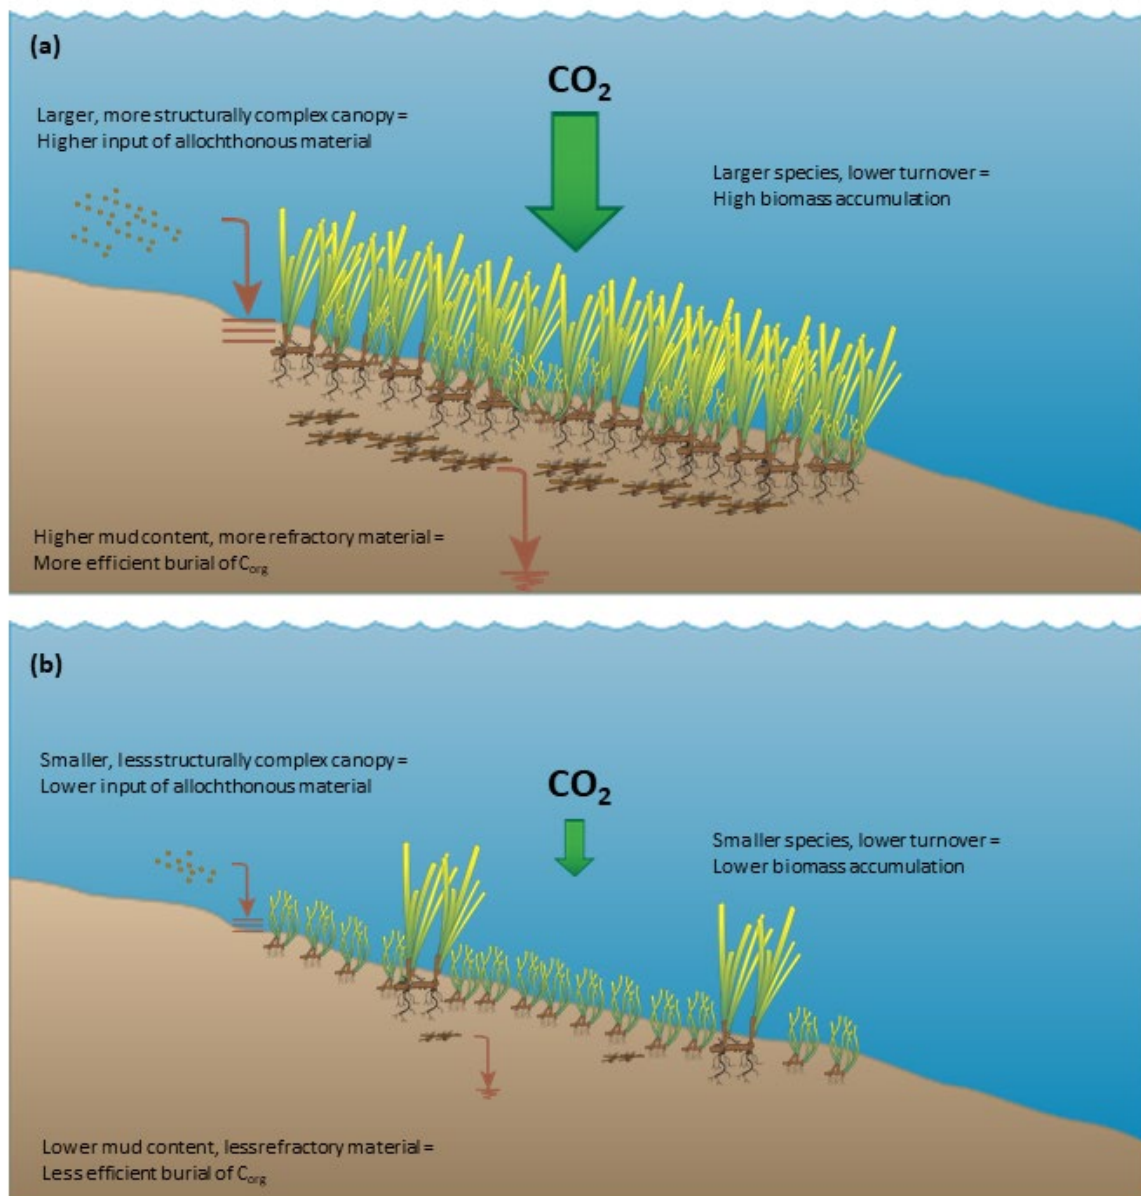 (a)
CO₂
Larger, more structurally complex canopy =
Higher input of allochthonous material
Larger species, lower turnover =
High biomass accumulation
Higher mud content, more refractory material =
More efficient burial of Corg
(b)
CO₂
Smaller, less structurally complex canopy =
Lower input of allochthonous material
Smaller species, lower turnover =
Lower biomass accumulation
Lower mud content, less refractory material =
Less efficient burial of Corg